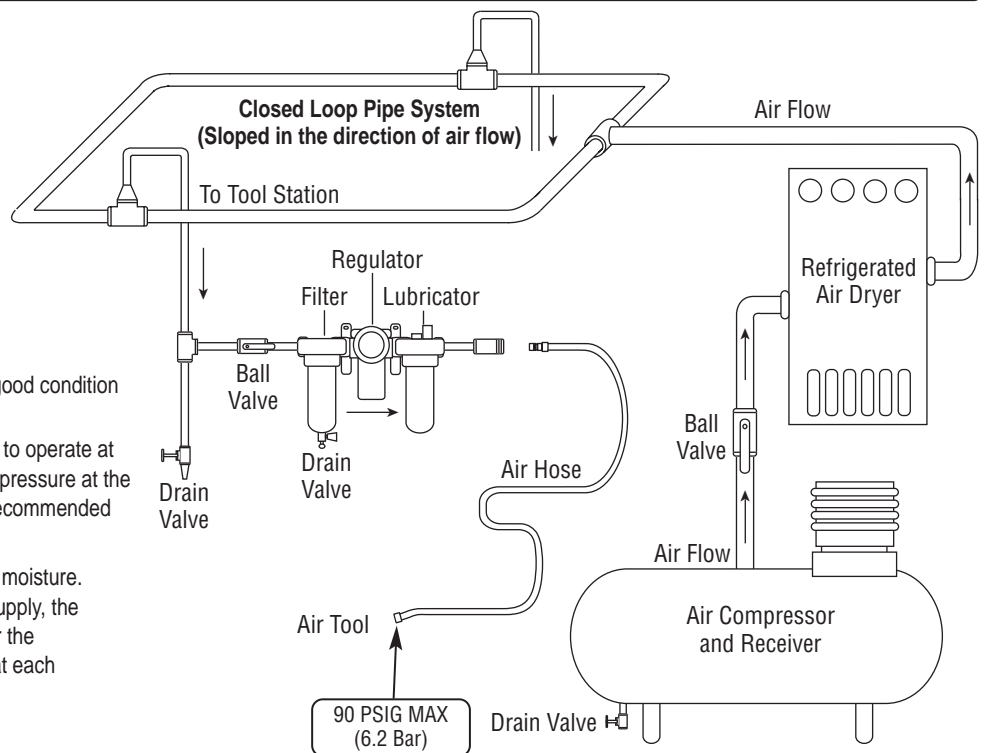 Closed Loop Pipe System
(Sloped in the direction of air flow)
Air Flow
To Tool Station
Regulator
Filter
Lubricator
Refrigerated
Air Dryer
good condition
Ball
Valve
to operate at
pressure at the
ecommended
Drain
Valve
Drain
Valve
Air Hose
Ball
Valve
moisture.
upply, the
r the
at each
Air Flow
Air Tool
Air Compressor
and Receiver
90 PSIG MAX
(6.2 Bar)
Drain Valve